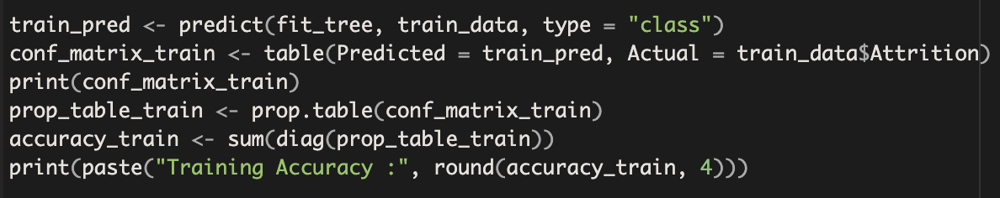 train_pred <- predict(fit_tree, train_data, type = "class")
conf_matrix_train <- table(Predicted = train_pred, Actual = train_data$Attrition)
print(conf_matrix_train)
prop_table_train <- prop.table(conf_matrix_train)
accuracy_train <- sum(diag(prop_table_train))
print(paste("Training Accuracy :", round(accuracy_train, 4)))